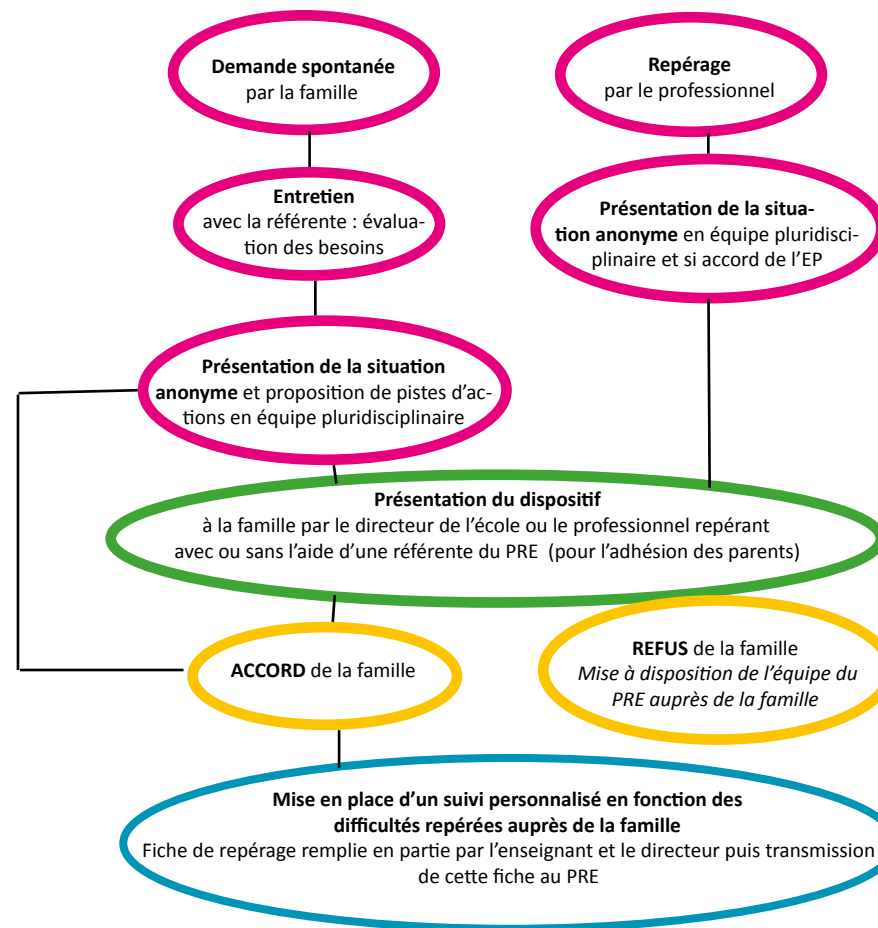 Demande spontanée
par la famille
Repérage
par le professionnel
Entretien
avec la référente : évalua-
tion des besoins
Présentation de la situa-
tion anonyme en équipe pluridisci-
plinaire et si accord de l’EP
Présentation de la situation
anonyme et proposition de pistes d’ac-
tions en équipe pluridisciplinaire
Présentation du dispositif
à la famille par le directeur de l’école ou le professionnel repérant
avec ou sans l’aide d’une référente du PRE (pour l’adhésion des parents)
ACCORD de la famille
REFUS de la famille
Mise à disposition de l’équipe du
PRE auprès de la famille
Mise en place d’un suivi personnalisé en fonction des
difficultés repérées auprès de la famille
Fiche de repérage remplie en partie par l’enseignant et le directeur puis transmission
de cette fiche au PRE